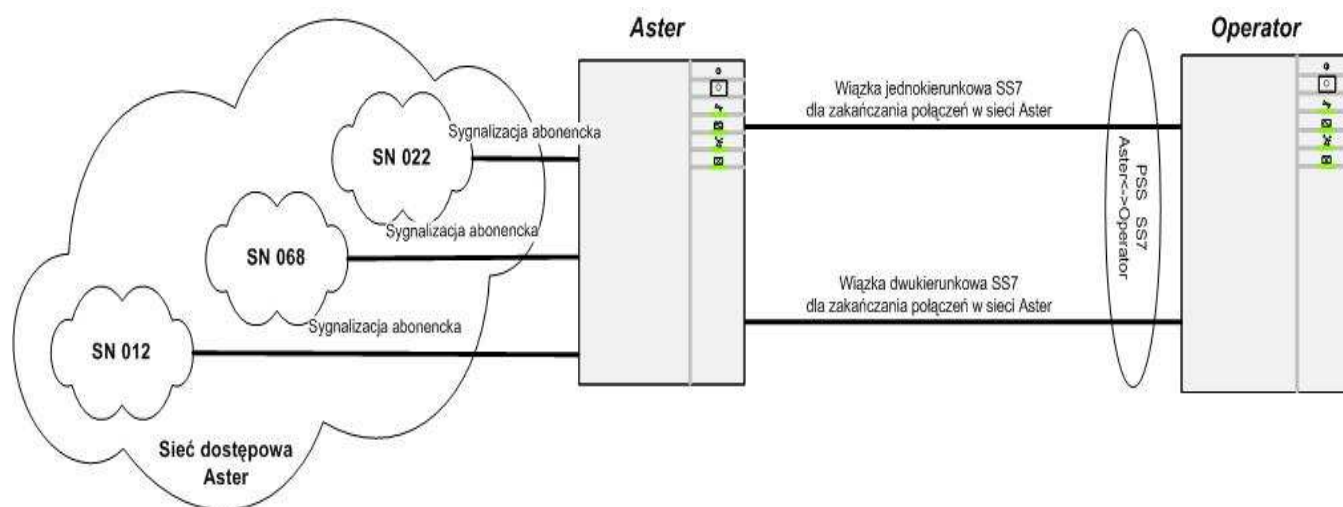 Aster
Operator
Wiązka jednokierunkowa SS7
dla zakańczania połączeń w sieci Aster
Sygnalizacja abonencka
SN 022
PSS SS7
Aster<->Operator
Sygnalizacja abonencka
SN 068
Wiązka dwukierunkowa SS7
dla zakańczania połączeń w sieci Aster
Sygnalizacja abonencka
SN 012
Sieć dostępowa
Aster